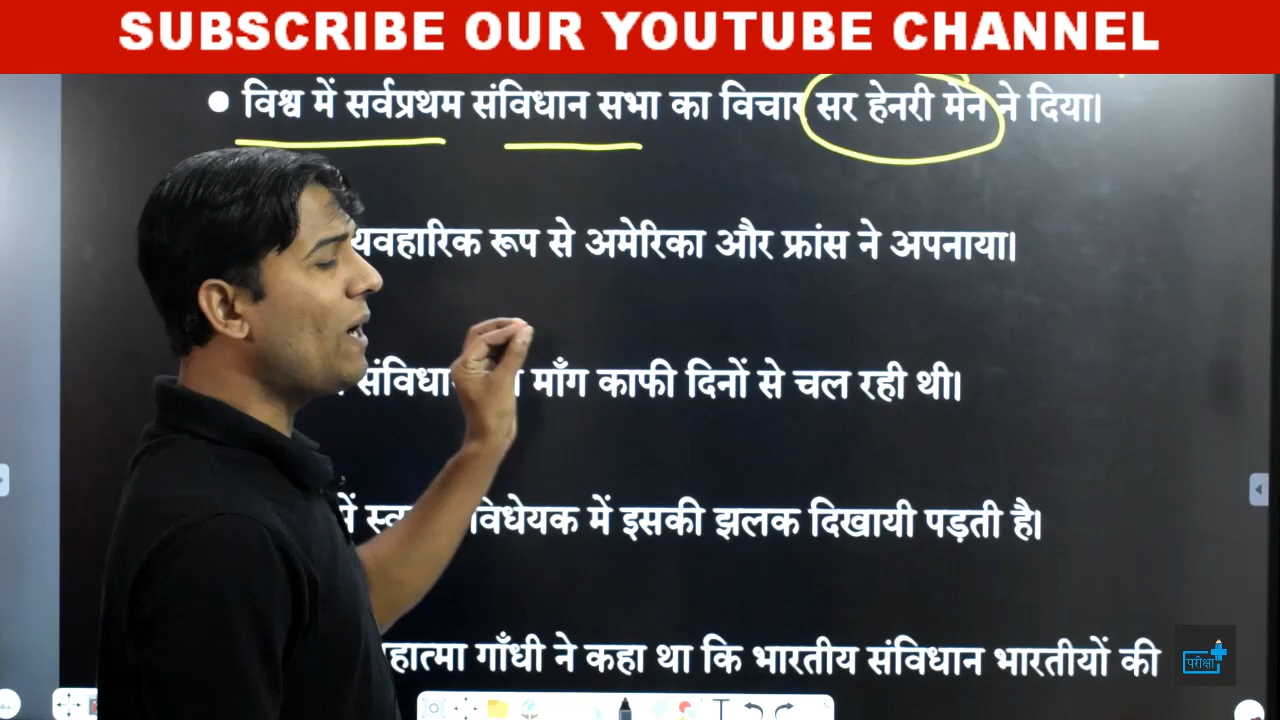 SUBSCRIBE OUR YOUTUBE CHANNEL
विश्व में सर्वप्रथम संविधान सभा का विचार सर हेनरी मेन ने दिया।
रूप से अमेरिका और फ्रांस ने अपनाया।
माँग काफी दिनों से चल रही थी।
में विधेयक में इसकी झलक दिखायी पड़ती है।
गाँधी ने कहा था कि भारतीय संविधान भारतीयों की
परीक्षा